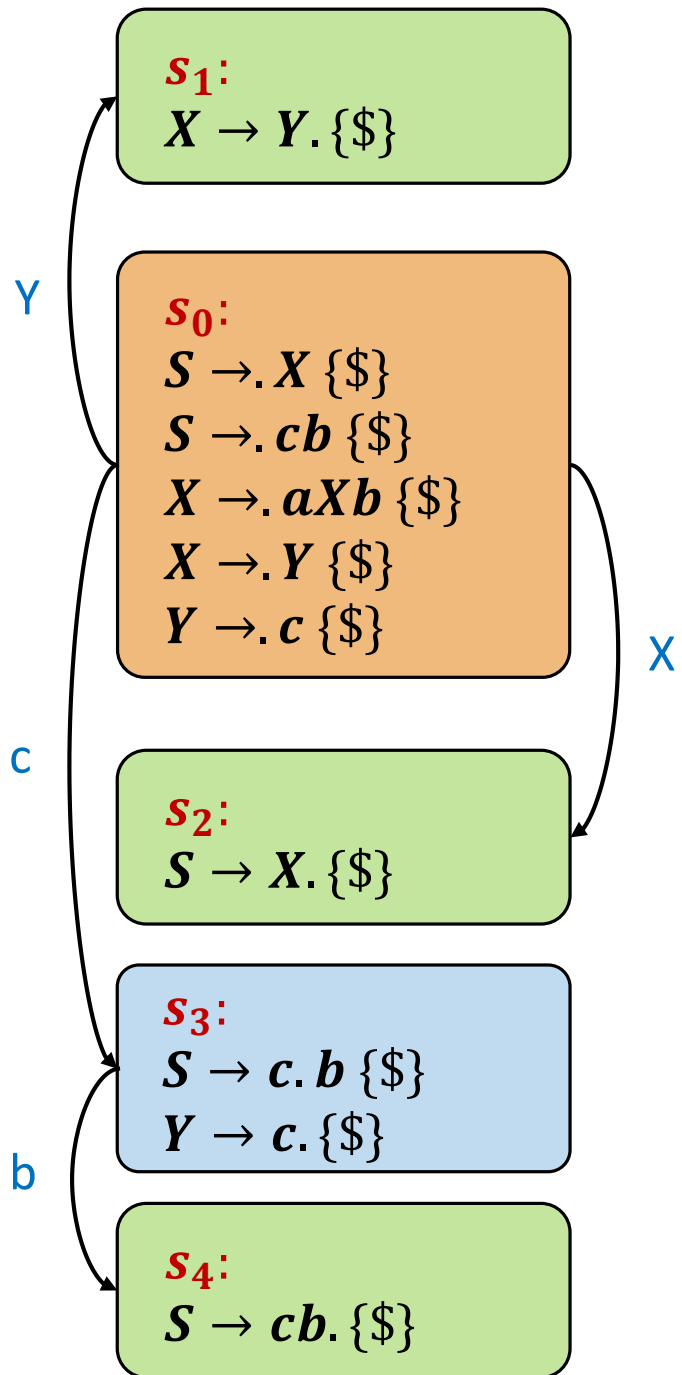 s₁:
X → Y. {$}
Y
s₀:
S →. X {$}
S →. cb {$}
X →. aXb {$}
X →. Y {$}
Y →. c {$}
X
c
s₂:
S → X. {$}
s₃:
S → c. b {$}
Y → c. {$}
b
s₄:
S → cb. {$}